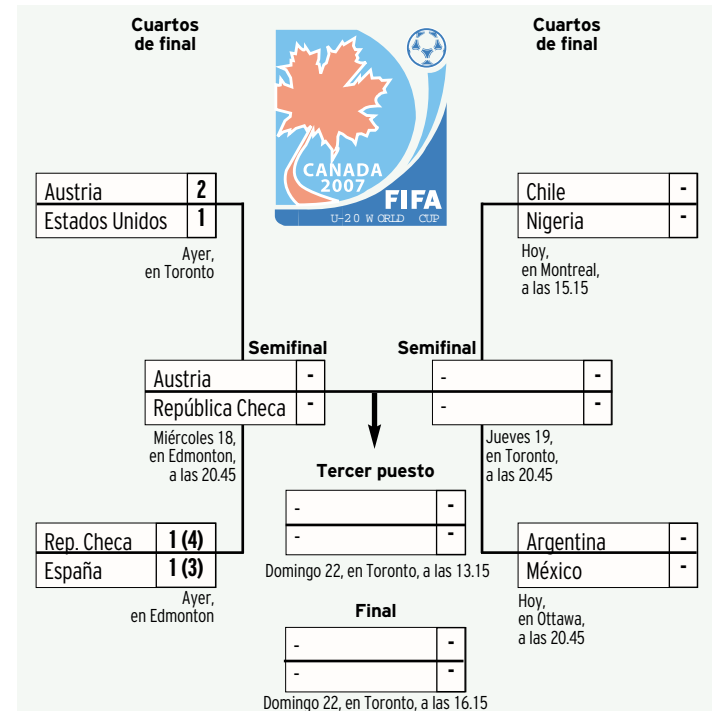 Cuartos
de final
Cuartos
de final
CANADA
2007
FIFA
U-20 WORLD CUP
Austria 2
Estados Unidos 1
Ayer,
en Toronto
Chile -
Nigeria -
Hoy,
en Montreal,
a las 15.15
Semifinal
Austria -
República Checa -
Miércoles 18,
en Edmonton,
a las 20.45
Semifinal
- -
- -
Jueves 19,
en Toronto,
a las 20.45
Rep. Checa 1 (4)
España 1 (3)
Ayer,
en Edmonton
Tercer puesto
- -
- -
Domingo 22, en Toronto, a las 13.15
Argentina -
México -
Hoy,
en Ottawa,
a las 20.45
Final
- -
- -
Domingo 22, en Toronto, a las 16.15